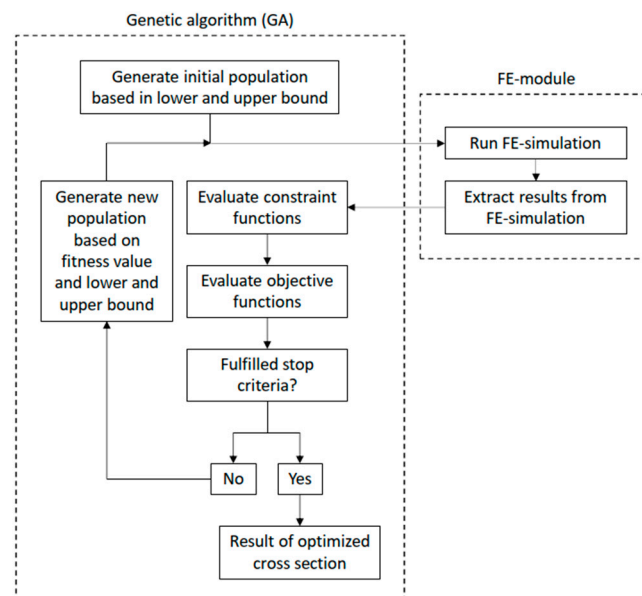 Genetic algorithm (GA)
Generate initial population
based in lower and upper bound
FE-module
Run FE-simulation
Extract results from
FE-simulation
Generate new
population
based on
fitness value
and lower and
upper bound
Evaluate constraint
functions
Evaluate objective
functions
Fulfilled stop
criteria?
No
Yes
Result of optimized
cross section